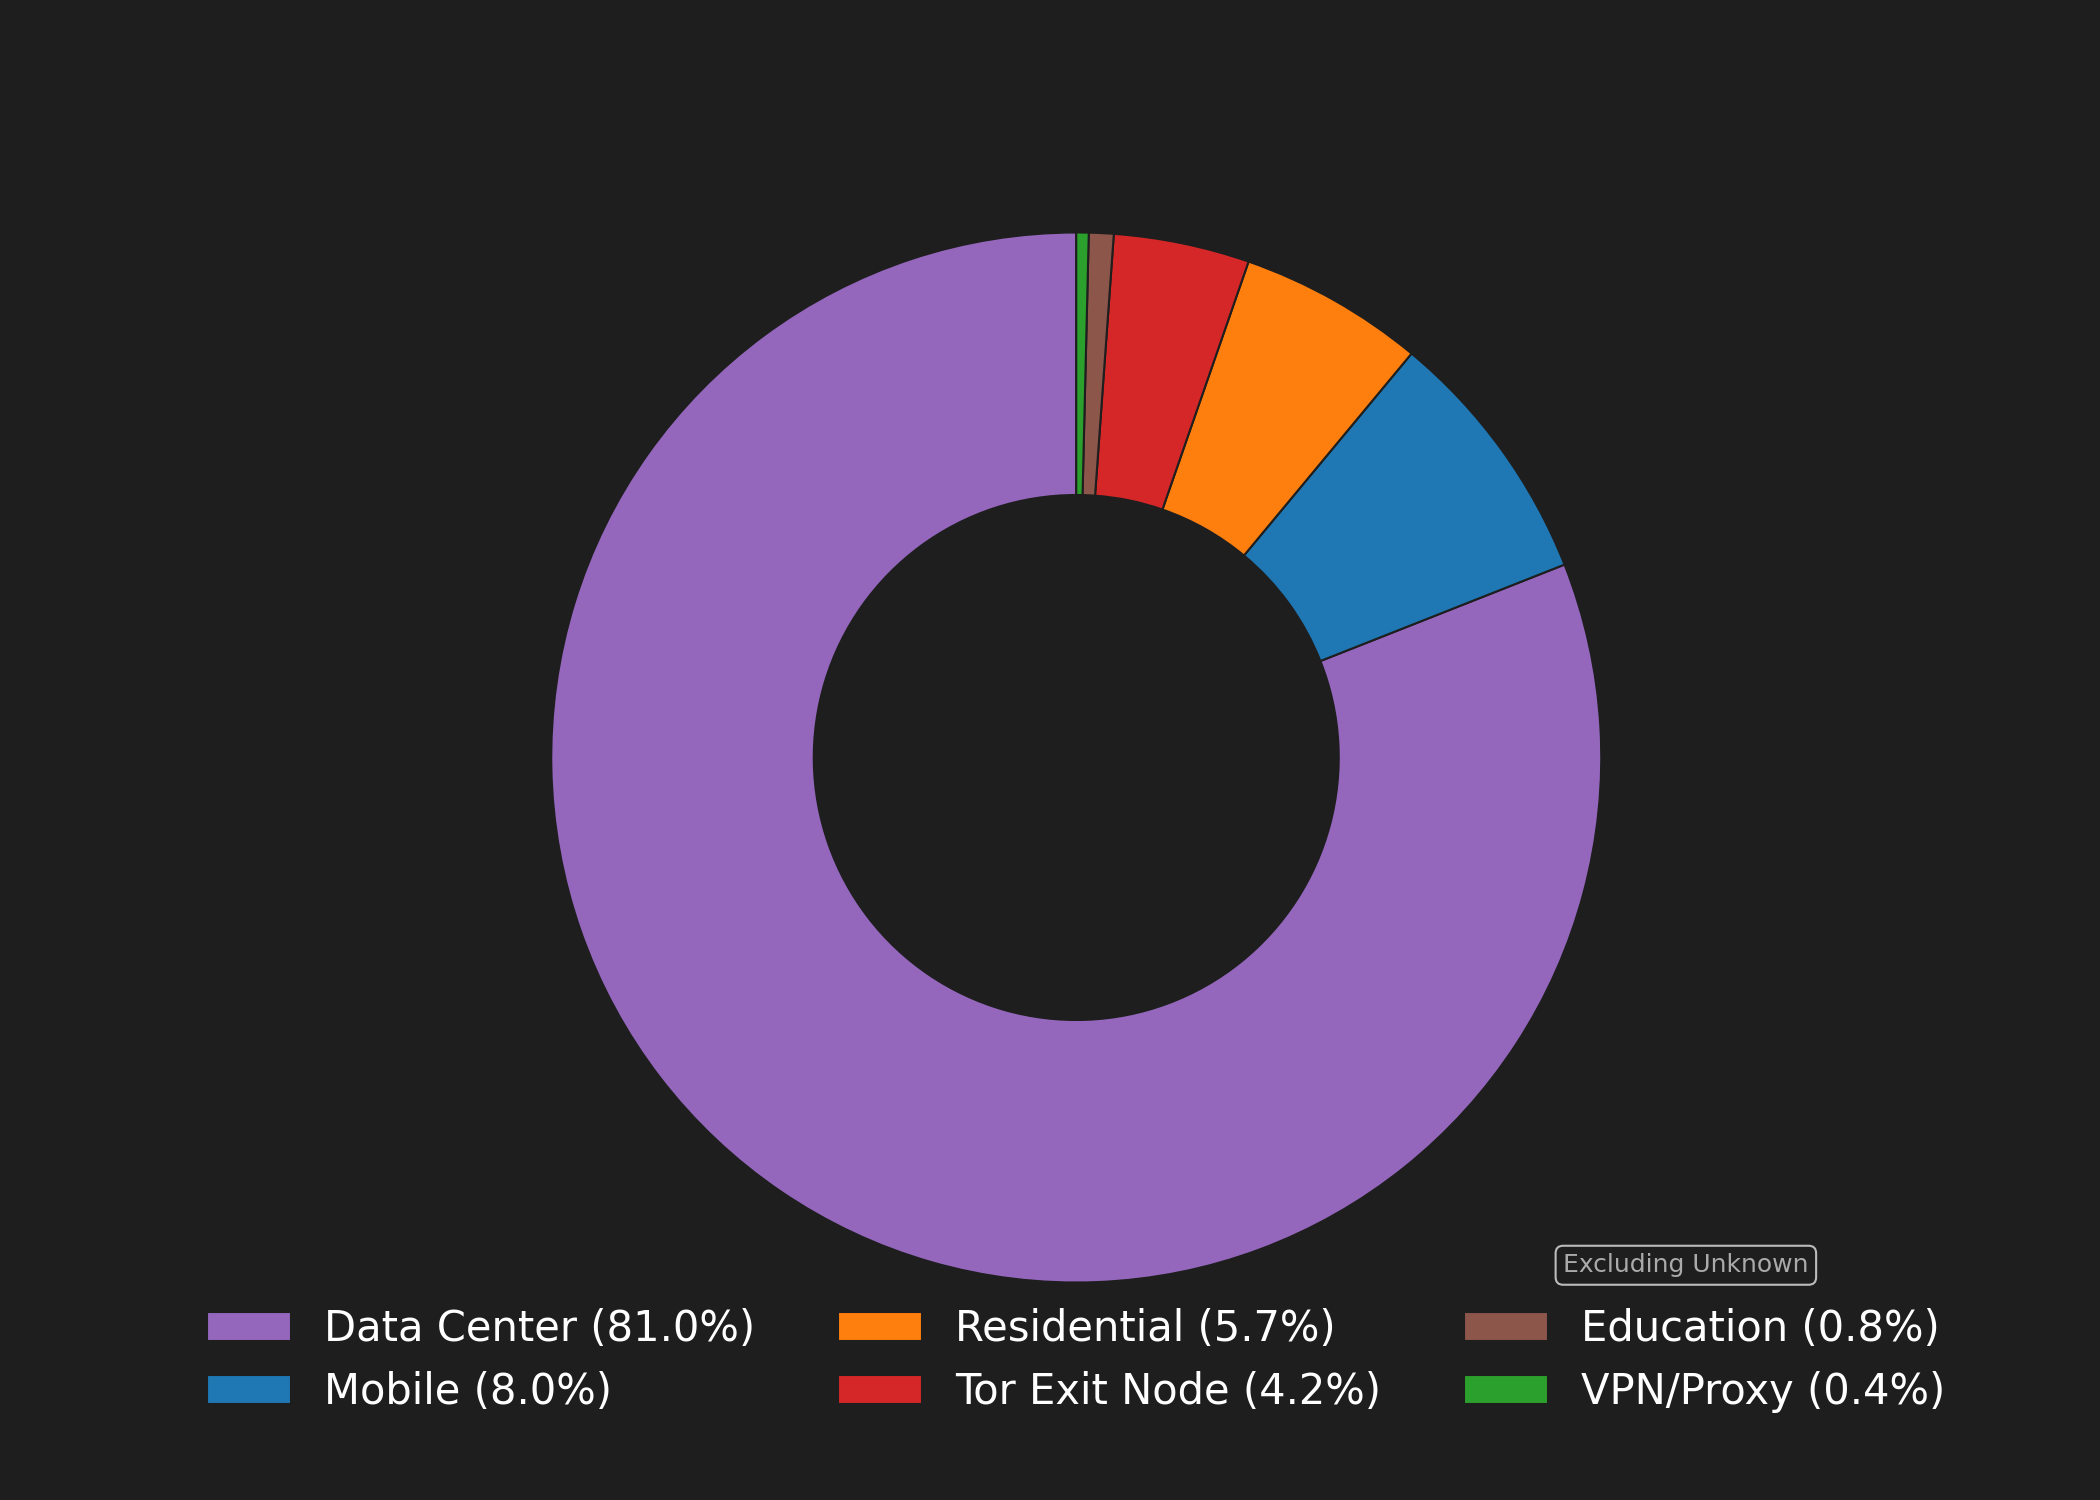 Excluding Unknown
Data Center (81.0%)
Mobile (8.0%)
Residential (5.7%)
Tor Exit Node (4.2%)
Education (0.8%)
VPN/Proxy (0.4%)